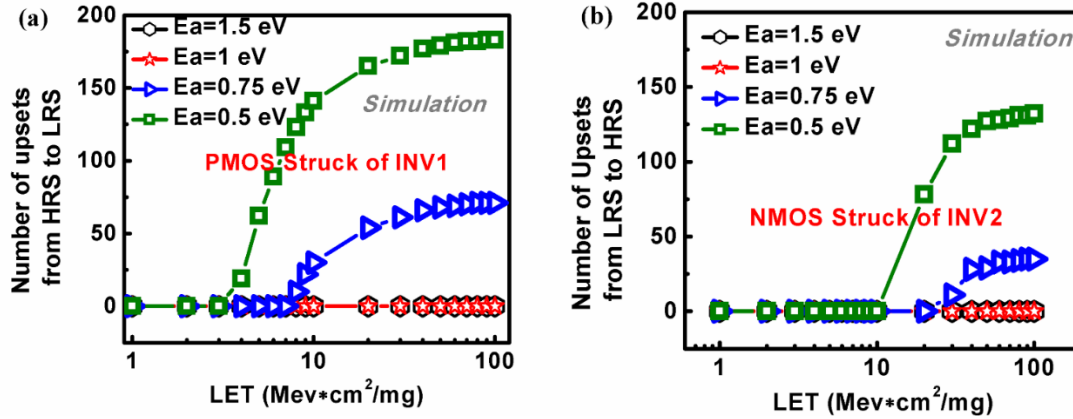 (a)
200
150
100
50
0
Number of upsets
from HRS to LRS
Ea=1.5 eV
Ea=1 eV
Ea=0.75 eV
Ea=0.5 eV
Simulation
PMOS Struck of INV1
1 10 100
LET (Mev*cm²/mg)
(b)
200
150
100
50
0
Number of Upsets
from LRS to HRS
Ea=1.5 eV
Ea=1 eV
Ea=0.75 eV
Ea=0.5 eV
Simulation
NMOS Struck of INV2
1 10 100
LET (Mev*cm²/mg)